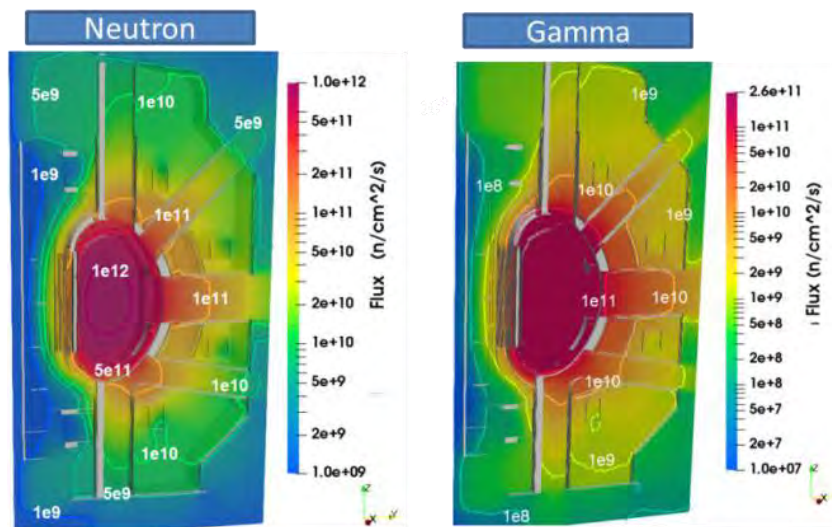 Neutron
5e9
1e10
5e9
1e9
1e11
1e12
1e11
5e11
1e10
1e10
5e9
1e9
1.0e+12
5e+11
2e+11
1e+11
5e+10
2e+10
1e+10
5e+9
2e+9
1.0e+09
Flux (n/cm^2/s)
Z
Y
X
Gamma
1e9
1e8
1e10
1e9
1e11
1e10
1e10
1e9
1e8
2.6e+11
1e+11
5e+10
2e+10
1e+10
5e+9
2e+9
1e+9
5e+8
2e+8
1e+8
5e+7
2e+7
1.0e+07
Flux (n/cm^2/s)
Z
X